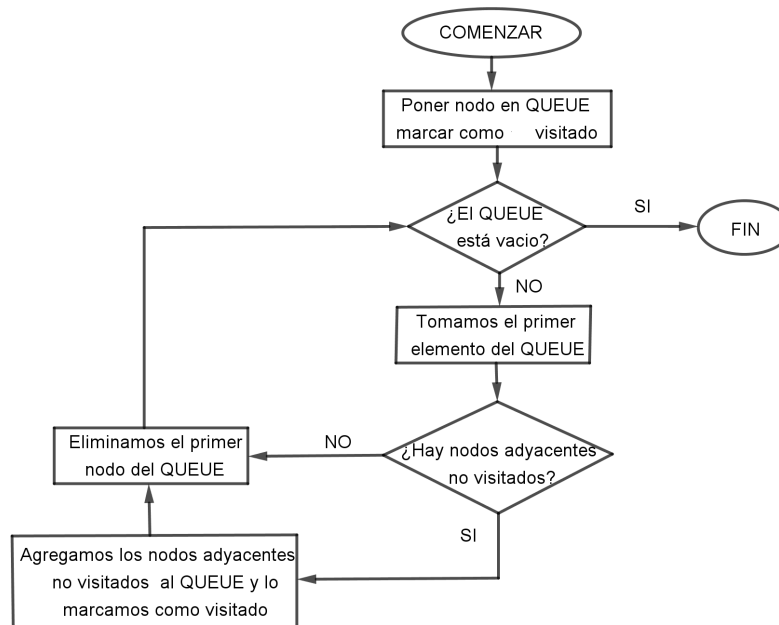 COMENZAR
Poner nodo en QUEUE
marcar como visitado
¿El QUEUE
está vacio?
SI
FIN
NO
Tomamos el primer
elemento del QUEUE
¿Hay nodos adyacentes
no visitados?
NO
Eliminamos el primer
nodo del QUEUE
SI
Agregamos los nodos adyacentes
no visitados al QUEUE y lo
marcamos como visitado